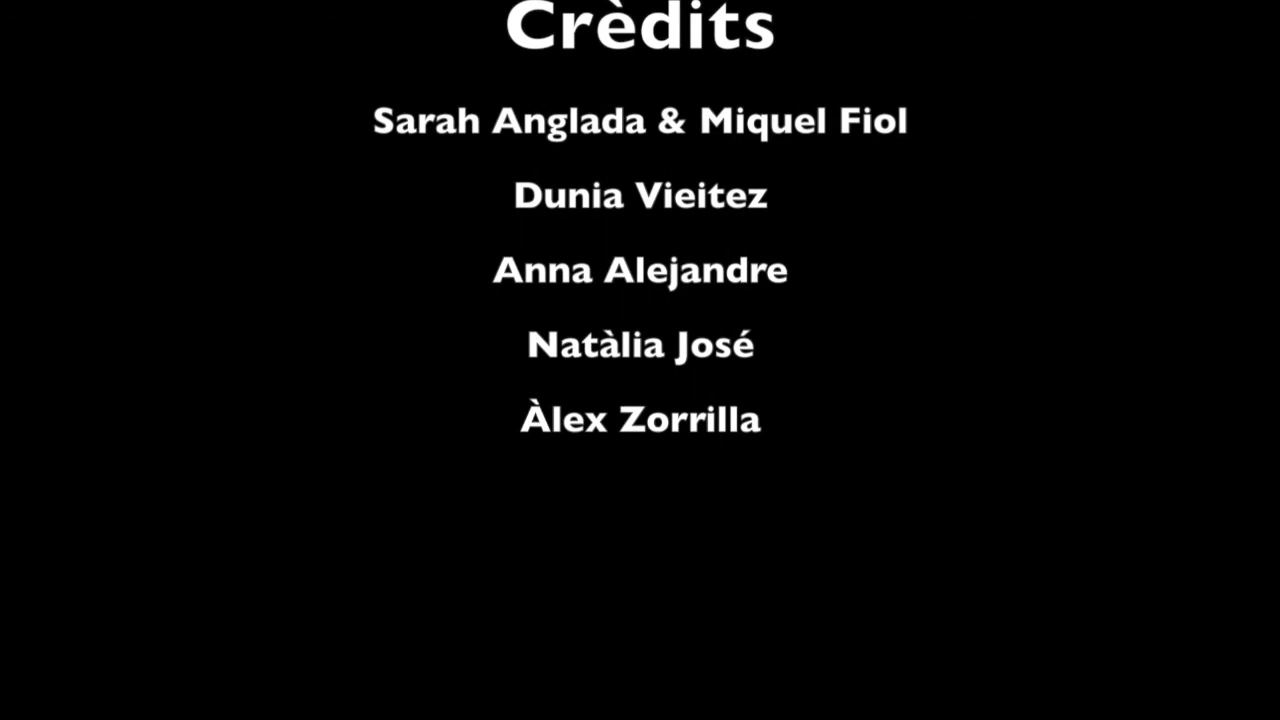 Crèdits
Sarah Anglada & Miquel Fiol
Dunia Vieitez
Anna Alejandre
Natàlia José
Àlex Zorrilla